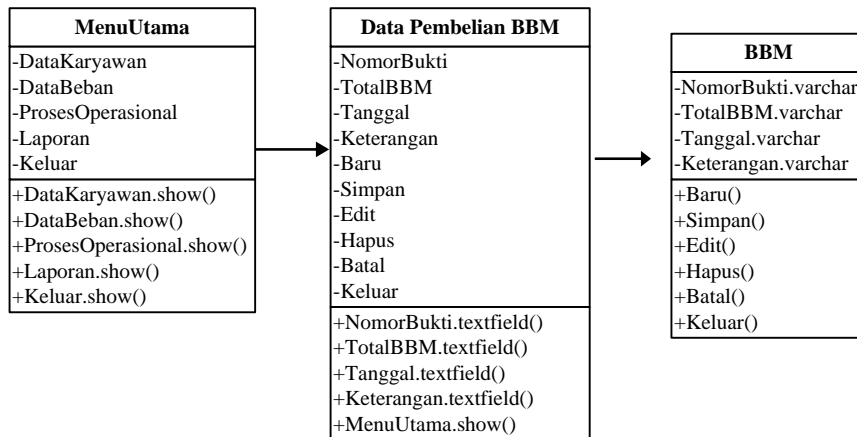 MenuUtama
-DataKaryawan
-DataBeban
-ProsesOperasional
-Laporan
-Keluar
+DataKaryawan.show()
+DataBeban.show()
+ProsesOperasional.show()
+Laporan.show()
+Keluar.show()
Data Pembelian BBM
-NomorBukti
-TotalBBM
-Tanggal
-Keterangan
-Baru
-Simpan
-Edit
-Hapus
-Batal
-Keluar
+NomorBukti.textfield()
+TotalBBM.textfield()
+Tanggal.textfield()
+Keterangan.textfield()
+MenuUtama.show()
BBM
-NomorBukti.varchar
-TotalBBM.varchar
-Tanggal.varchar
-Keterangan.varchar
+Baru()
+Simpan()
+Edit()
+Hapus()
+Batal()
+Keluar()